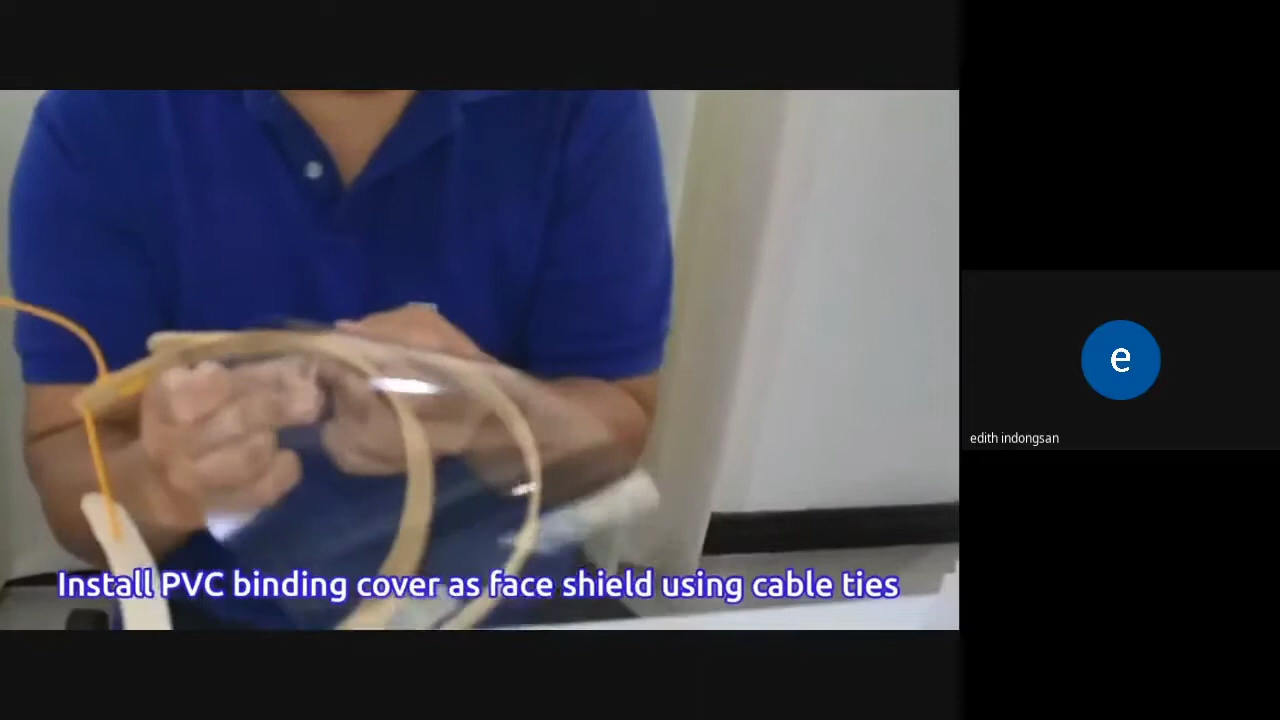 Install PVC binding cover as face shield using cable ties
e
edith indongsan